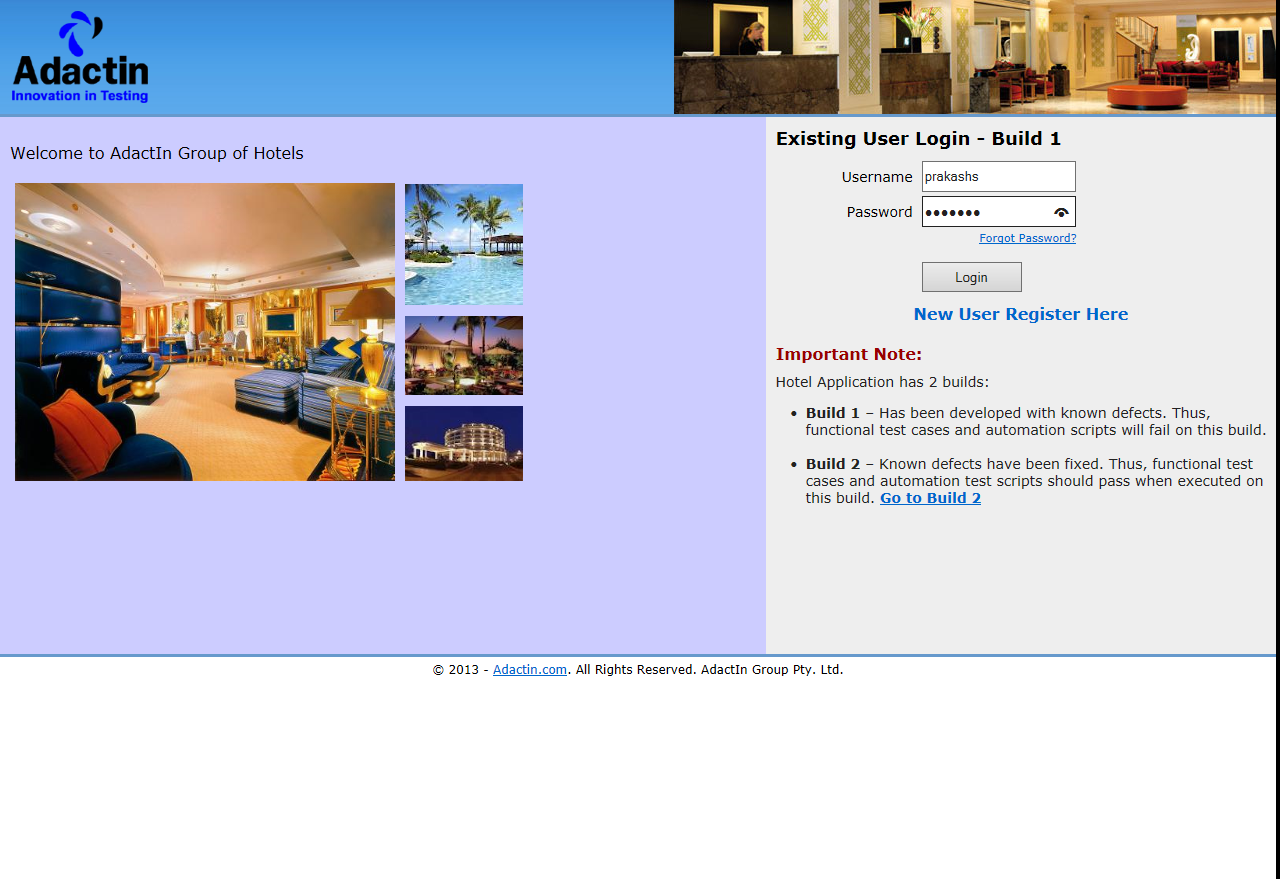 Adactin
Innovation in Testing
Welcome to AdactIn Group of Hotels
Existing User Login - Build 1
Username prakashs
Password •••••••
Forgot Password?
Login
New User Register Here
Important Note:
Hotel Application has 2 builds:
• Build 1 – Has been developed with known defects. Thus,
functional test cases and automation scripts will fail on this build.
• Build 2 – Known defects have been fixed. Thus, functional test
cases and automation test scripts should pass when executed on
this build. Go to Build 2
© 2013 - Adactin.com. All Rights Reserved. AdactIn Group Pty. Ltd.